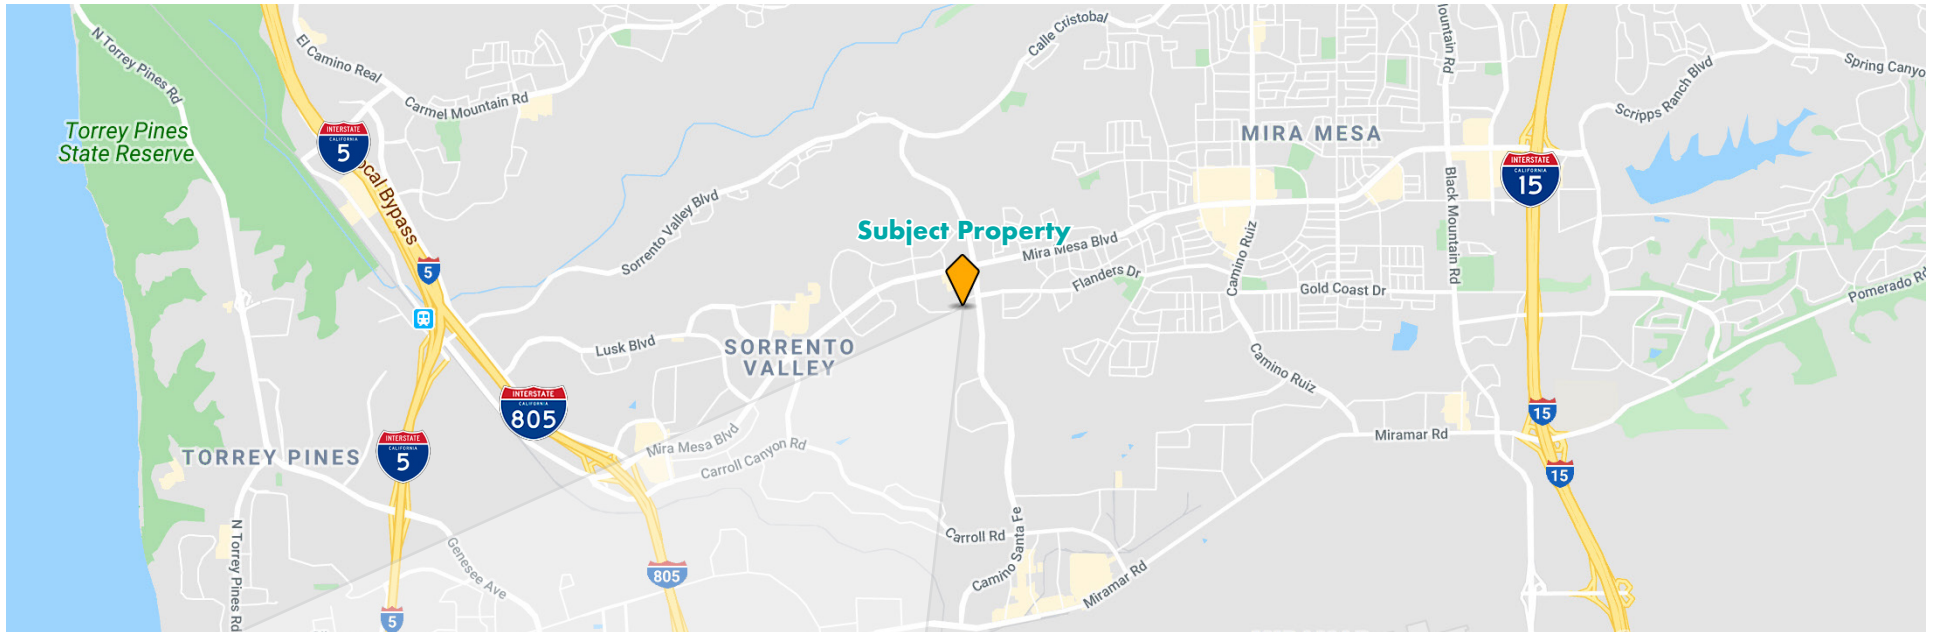 N Torrey Pines Rd
El Camino Real
Carmel Mountain Rd
Calle Cristobal
Scripps Ranch Blvd
Torrey Pines
State Reserve
INTERSTATE
CALIFORNIA
5
MIRA MESA
INTERSTATE
CALIFORNIA
15
Black Mountain Rd
Sorrento Valley Blvd
Subject Property
Mira Mesa Blvd
Camino Ruiz
5
Flanders Dr
Gold Coast Dr
Pomerado Rd
Lusk Blvd
SORRENTO
VALLEY
Camino Ruiz
INTERSTATE
CALIFORNIA
805
15
Miramar Rd
Mira Mesa Blvd
Carroll Canyon Rd
TORREY PINES
INTERSTATE
CALIFORNIA
5
15
N Torrey Pines Rd
Genesee Ave
Carroll Rd
Camino Santa Fe
Miramar Rd
805
5